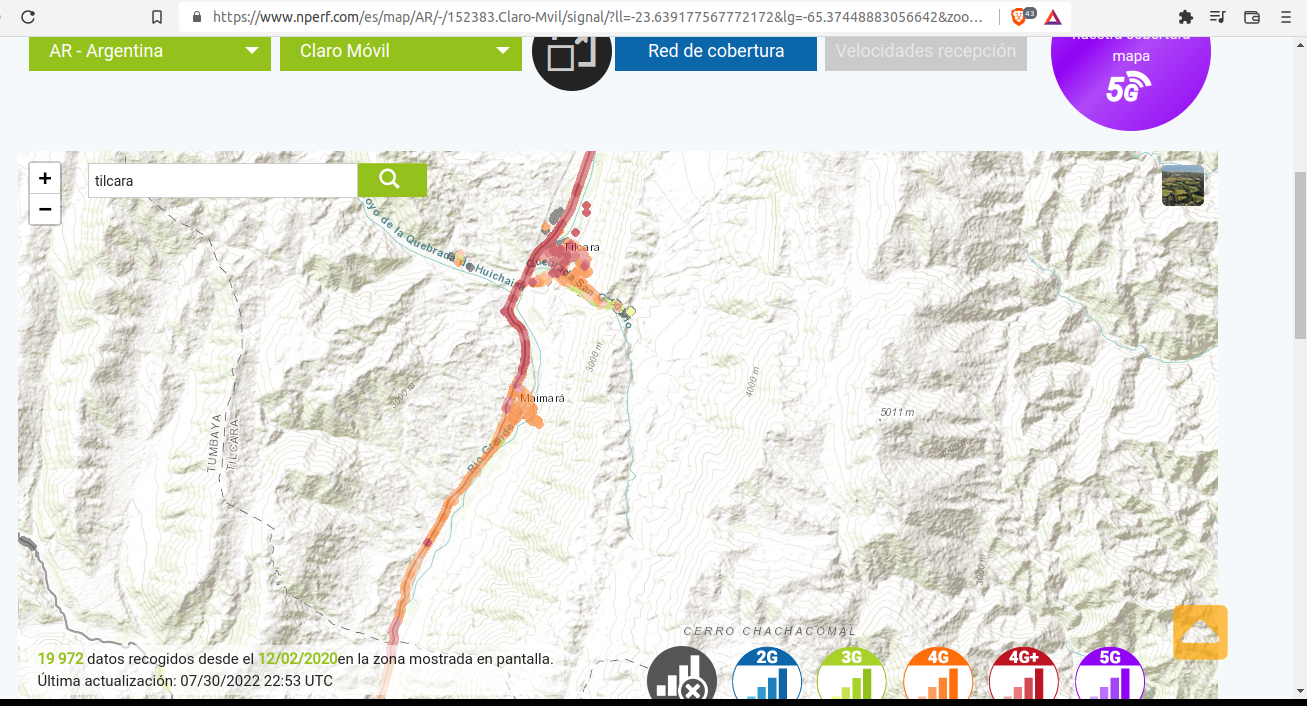 https://www.nperf.com/es/map/AR/-/152383.Claro-Mvil/signal/?ll=-23.639177567772172&lg=-65.37448883056642&zoo...
43
AR - Argentina
Claro Móvil
Red de cobertura
Velocidades recepción
nuestra cobertura
mapa
5G
+
−
tilcara
Tilcara
oyo de la Quebrada de Huichaira
Quebrada San
3000 m
3000 m
4000 m
Maimará
5011 m
4000 m
TUMBAYA
TILCARA
Río Grande
3000 m
CERRO CHACHACOMAL
19 972 datos recogidos desde el 12/02/2020en la zona mostrada en pantalla.
Última actualización: 07/30/2022 22:53 UTC
2G
3G
4G
4G+
5G